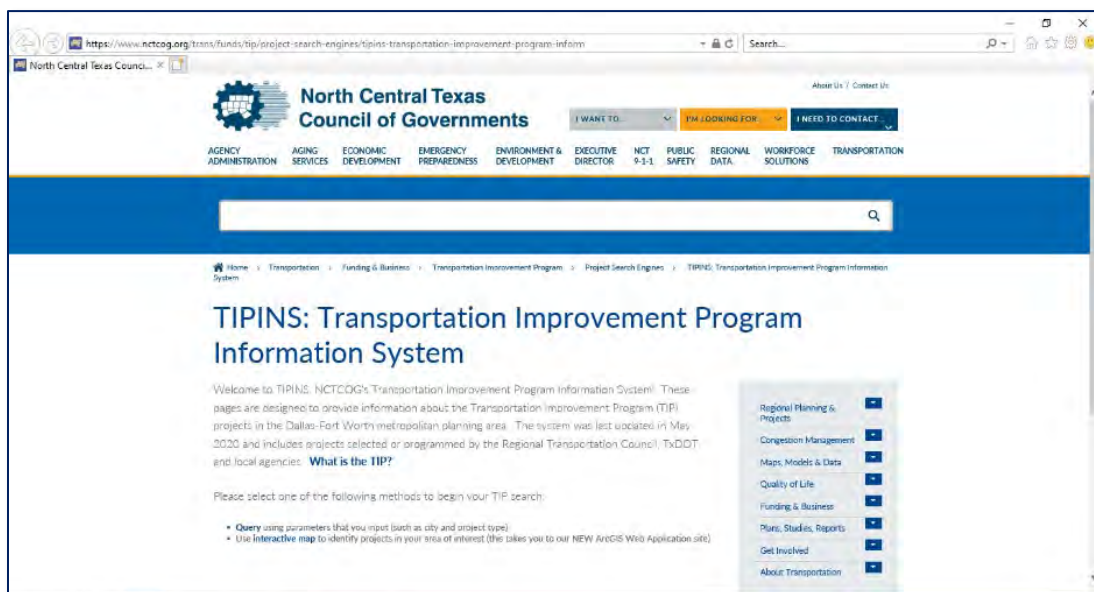 https://www.nctcog.org/trans/funds/tip/project-search-engines/tipins-transportation-improvement-program-inform
Search...
North Central Texas Counci...
About Us / Contact Us
North Central Texas
Council of Governments
I WANT TO...
I'M LOOKING FOR...
I NEED TO CONTACT...
AGENCY ADMINISTRATION
AGING SERVICES
ECONOMIC DEVELOPMENT
EMERGENCY PREPAREDNESS
ENVIRONMENT & DEVELOPMENT
EXECUTIVE DIRECTOR
NCT 9-1-1
PUBLIC SAFETY
REGIONAL DATA
WORKFORCE SOLUTIONS
TRANSPORTATION
Home › Transportation › Funding & Business › Transportation Improvement Program › Project Search Engines › TIPINS: Transportation Improvement Program Information
System
TIPINS: Transportation Improvement Program
Information System
Welcome to TIPINS, NCTCOG's Transportation Improvement Program Information System! These
pages are designed to provide information about the Transportation Improvement Program (TIP)
projects in the Dallas-Fort Worth metropolitan planning area. The system was last updated in May
2020 and includes projects selected or programmed by the Regional Transportation Council, TxDOT
and local agencies. What is the TIP?
Please select one of the following methods to begin your TIP search:
• Query using parameters that you input (such as city and project type)
• Use interactive map to identify projects in your area of interest (this takes you to our NEW ArcGIS Web Application site)
Regional Planning &
Projects
Congestion Management
Maps, Models & Data
Quality of Life
Funding & Business
Plans, Studies, Reports
Get Involved
About Transportation